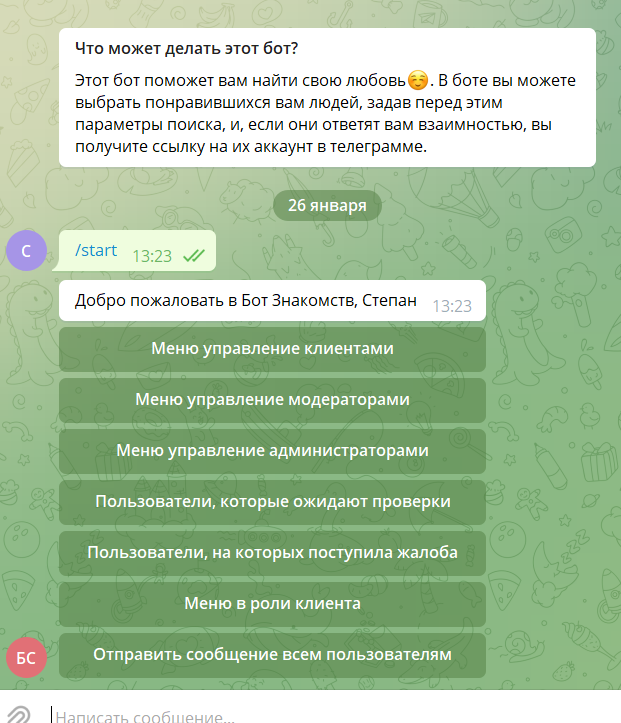 Что может делать этот бот?
Этот бот поможет вам найти свою любовь☺️. В боте вы можете
выбрать понравившихся вам людей, задав перед этим
параметры поиска, и, если они ответят вам взаимностью, вы
получите ссылку на их аккаунт в телеграмме.
26 января
С
/start 13:23
Добро пожаловать в Бот Знакомств, Степан 13:23
Меню управление клиентами
Меню управление модераторами
Меню управление администраторами
Пользователи, которые ожидают проверки
Пользователи, на которых поступила жалоба
Меню в роли клиента
Отправить сообщение всем пользователям
БС
Написать сообщение...